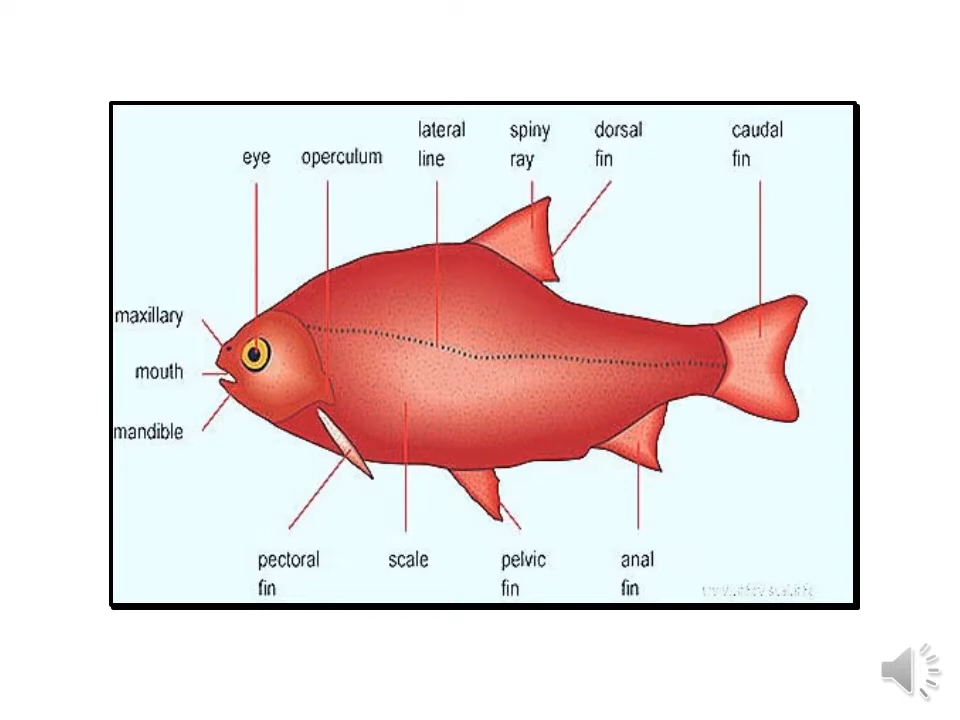 lateral spiny dorsal caudal
eye operculum line ray fin fin
maxillary
mouth
mandible
pectoral scale pelvic anal
fin fin fin